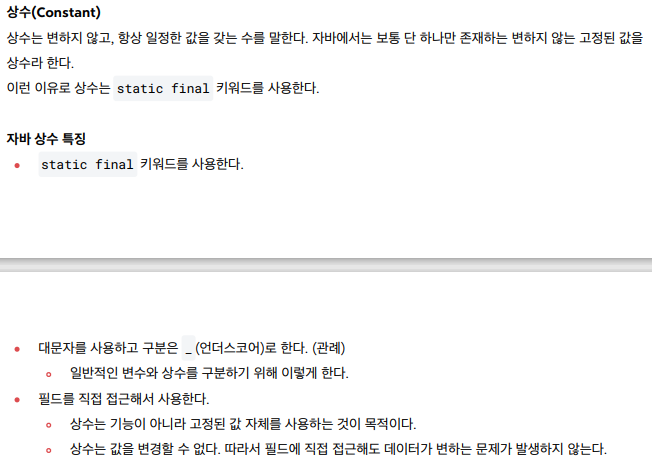 상수(Constant)
상수는 변하지 않고, 항상 일정한 값을 갖는 수를 말한다. 자바에서는 보통 단 하나만 존재하는 변하지 않는 고정된 값을
상수라 한다.
이런 이유로 상수는 static final 키워드를 사용한다.
자바 상수 특징
static final 키워드를 사용한다.
대문자를 사용하고 구분은 _ (언더스코어)로 한다. (관례)
일반적인 변수와 상수를 구분하기 위해 이렇게 한다.
필드를 직접 접근해서 사용한다.
상수는 기능이 아니라 고정된 값 자체를 사용하는 것이 목적이다.
상수는 값을 변경할 수 없다. 따라서 필드에 직접 접근해도 데이터가 변하는 문제가 발생하지 않는다.